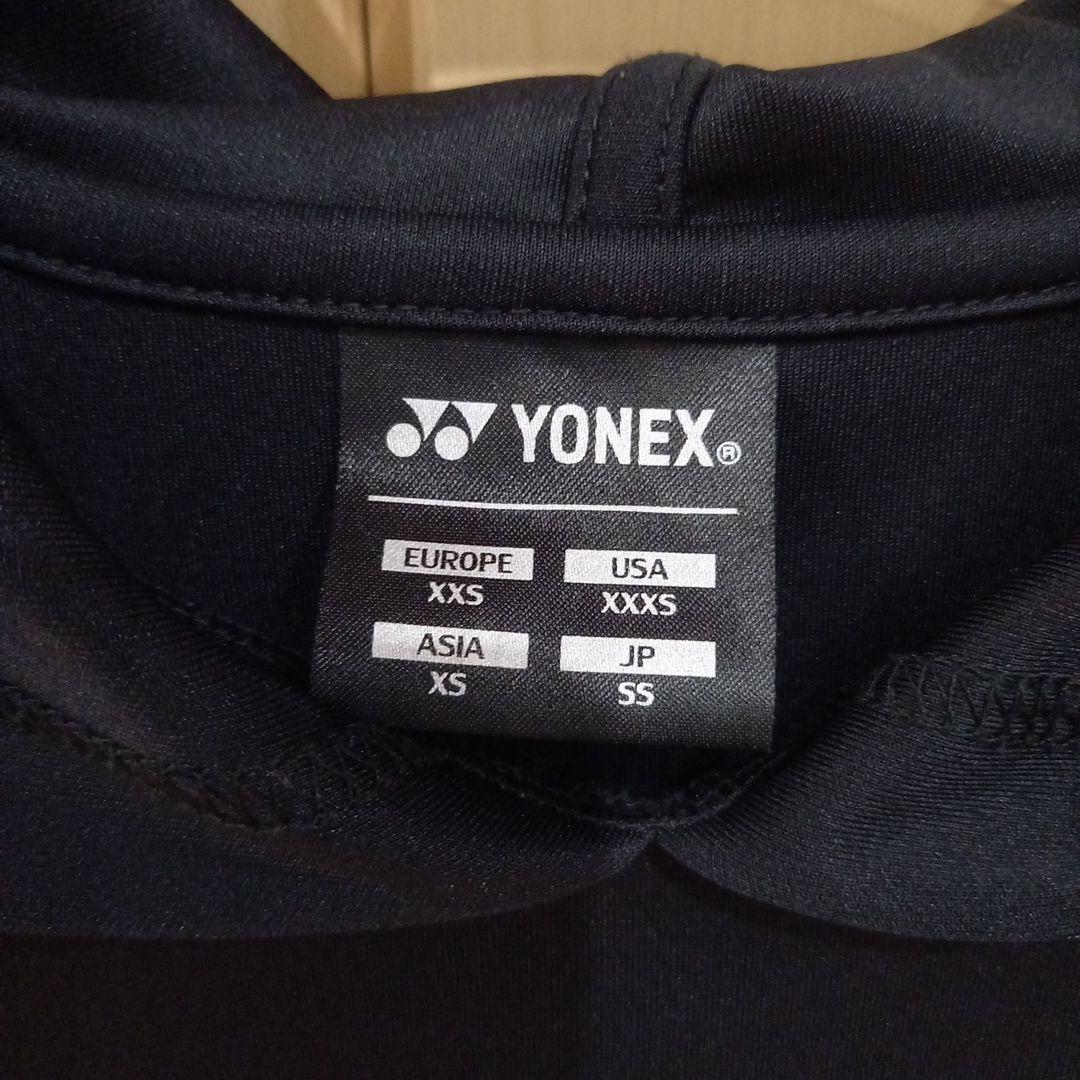 YONEX®
EUROPE USA
XXS XXXS
ASIA JP
XS SS